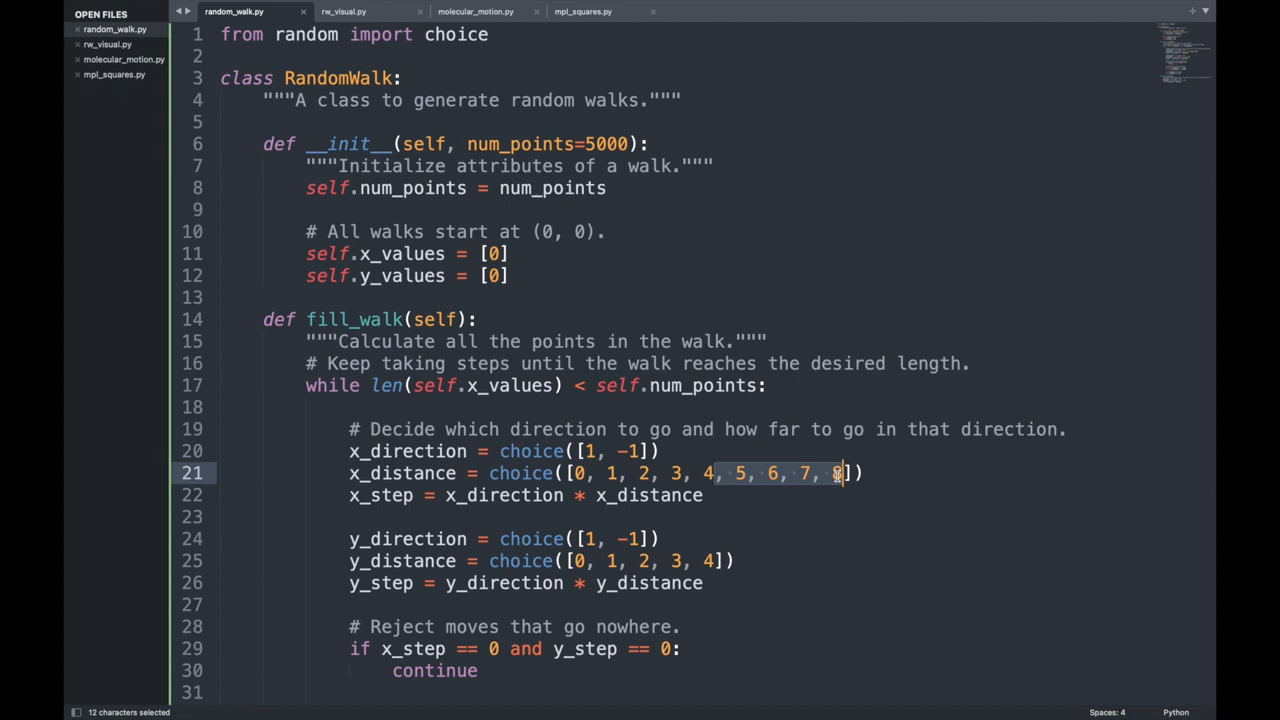 OPEN FILES
random_walk.py
rw_visual.py
molecular_motion.py
mpl_squares.py
random_walk.py rw_visual.py molecular_motion.py mpl_squares.py
1 from random import choice
2
3 class RandomWalk:
4 """A class to generate random walks."""
5
6 def __init__(self, num_points=5000):
7 """Initialize attributes of a walk."""
8 self.num_points = num_points
9
10 # All walks start at (0, 0).
11 self.x_values = [0]
12 self.y_values = [0]
13
14 def fill_walk(self):
15 """Calculate all the points in the walk."""
16 # Keep taking steps until the walk reaches the desired length.
17 while len(self.x_values) < self.num_points:
18
19 # Decide which direction to go and how far to go in that direction.
20 x_direction = choice([1, -1])
21 x_distance = choice([0, 1, 2, 3, 4, 5, 6, 7, 8])
22 x_step = x_direction * x_distance
23
24 y_direction = choice([1, -1])
25 y_distance = choice([0, 1, 2, 3, 4])
26 y_step = y_direction * y_distance
27
28 # Reject moves that go nowhere.
29 if x_step == 0 and y_step == 0:
30 continue
31
12 characters selected Spaces: 4 Python